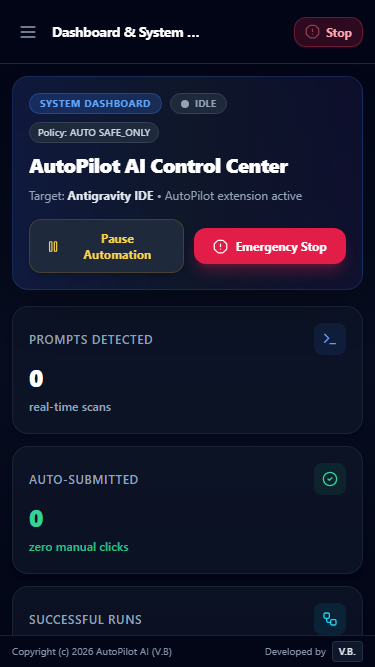 Dashboard & System ...
Stop
SYSTEM DASHBOARD
IDLE
Policy: AUTO SAFE_ONLY
AutoPilot AI Control Center
Target: Antigravity IDE • AutoPilot extension active
Pause
Automation
Emergency Stop
PROMPTS DETECTED
0
real-time scans
AUTO-SUBMITTED
0
zero manual clicks
SUCCESSFUL RUNS
Copyright (c) 2026 AutoPilot AI (V.B)
Developed by V.B.